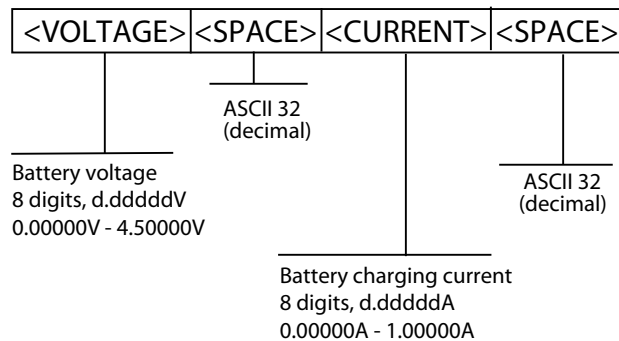 <VOLTAGE> <SPACE> <CURRENT> <SPACE>
ASCII 32
(decimal)
Battery voltage
8 digits, d.dddddV
0.00000V - 4.50000V
ASCII 32
(decimal)
Battery charging current
8 digits, d.dddddA
0.00000A - 1.00000A